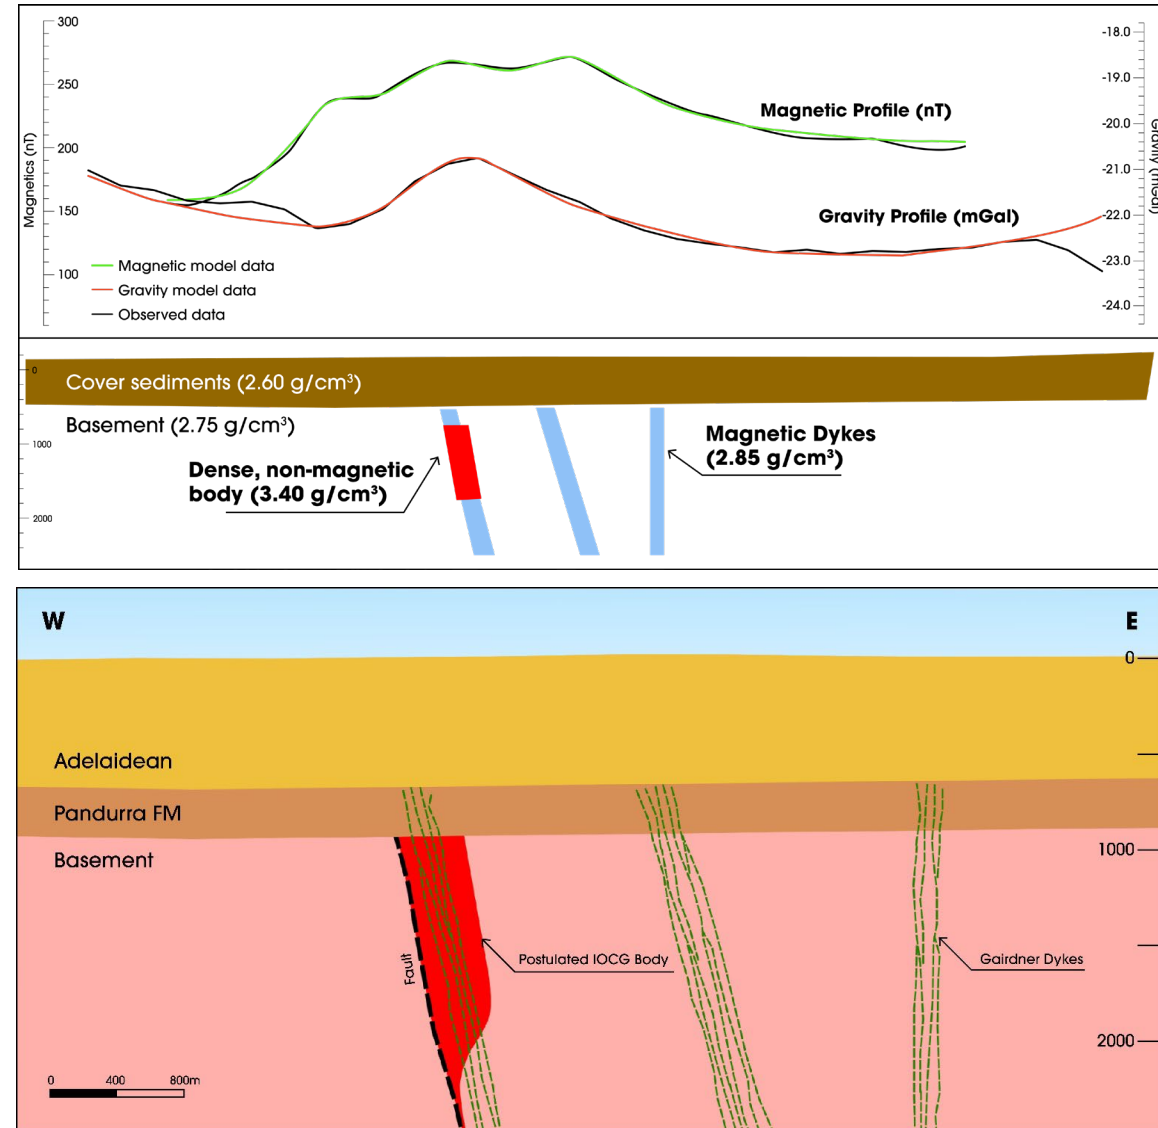 300
250
200
150
100
Magnetics (nT)
-18.0
-19.0
-20.0
-21.0
-22.0
-23.0
-24.0
Gravity (mGal)
Magnetic Profile (nT)
Gravity Profile (mGal)
Magnetic model data
Gravity model data
Observed data
0
1000
2000
Cover sediments (2.60 g/cm³)
Basement (2.75 g/cm³)
Dense, non-magnetic
body (3.40 g/cm³)
Magnetic Dykes
(2.85 g/cm³)
W
E
0
1000
2000
Adelaidean
Pandurra FM
Basement
Fault
Postulated IOCG Body
Gairdner Dykes
0 400 800m